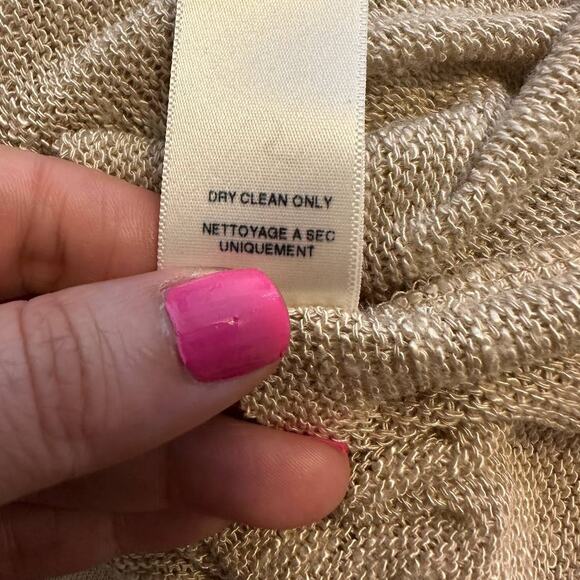 DRY CLEAN ONLY
NETTOYAGE A SEC
UNIQUEMENT